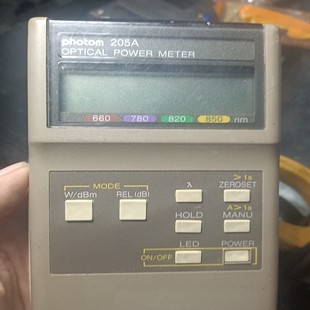 photom 205A
OPTICAL POWER METER
660 780 820 850 nm
MODE
W/dBm REL(dB)
λ
>1s
ZEROSET
HOLD
A>1s
MANU
LED
POWER
ON/OFF